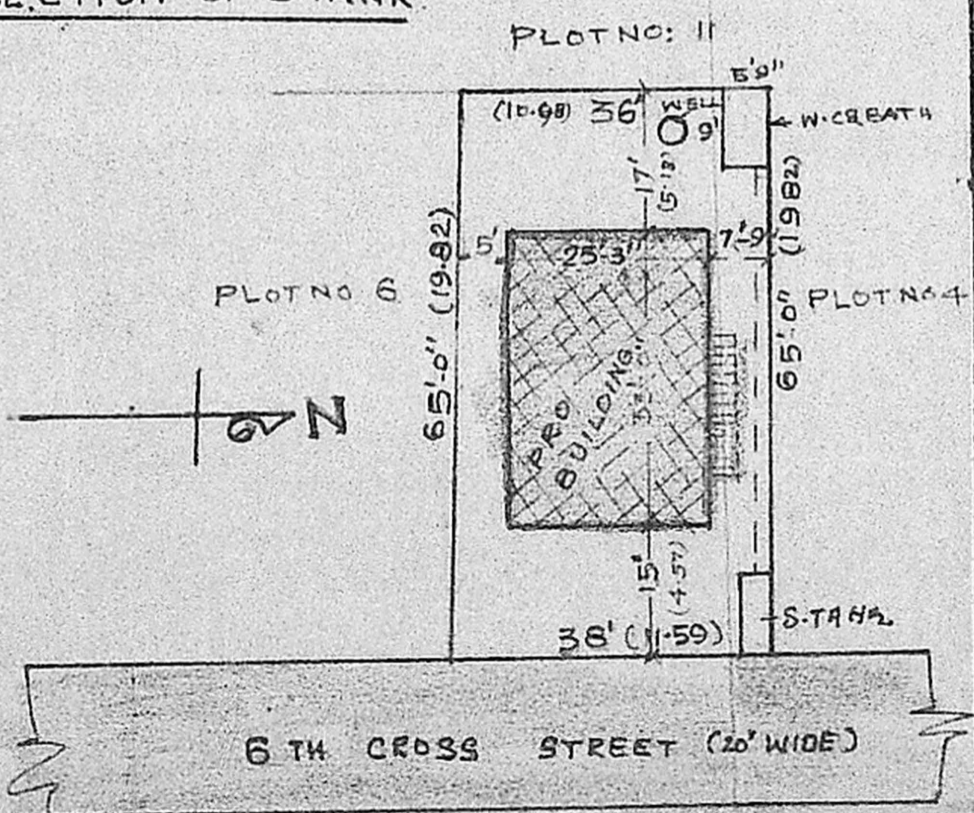 PLOT NO: 11
5'9"
(10.98) 36'
WELL
9'
W.C & BATH
17'
(5.18)
5'
25'-3"
7'-9
65'-0" (19.82)
65'-0" (19.82)
PLOT NO 6
PLOT NO 4
N
PRO
BUILDING
15'
(4.57)
38' (11.59)
S.TANK
6 TH CROSS STREET (20' WIDE)